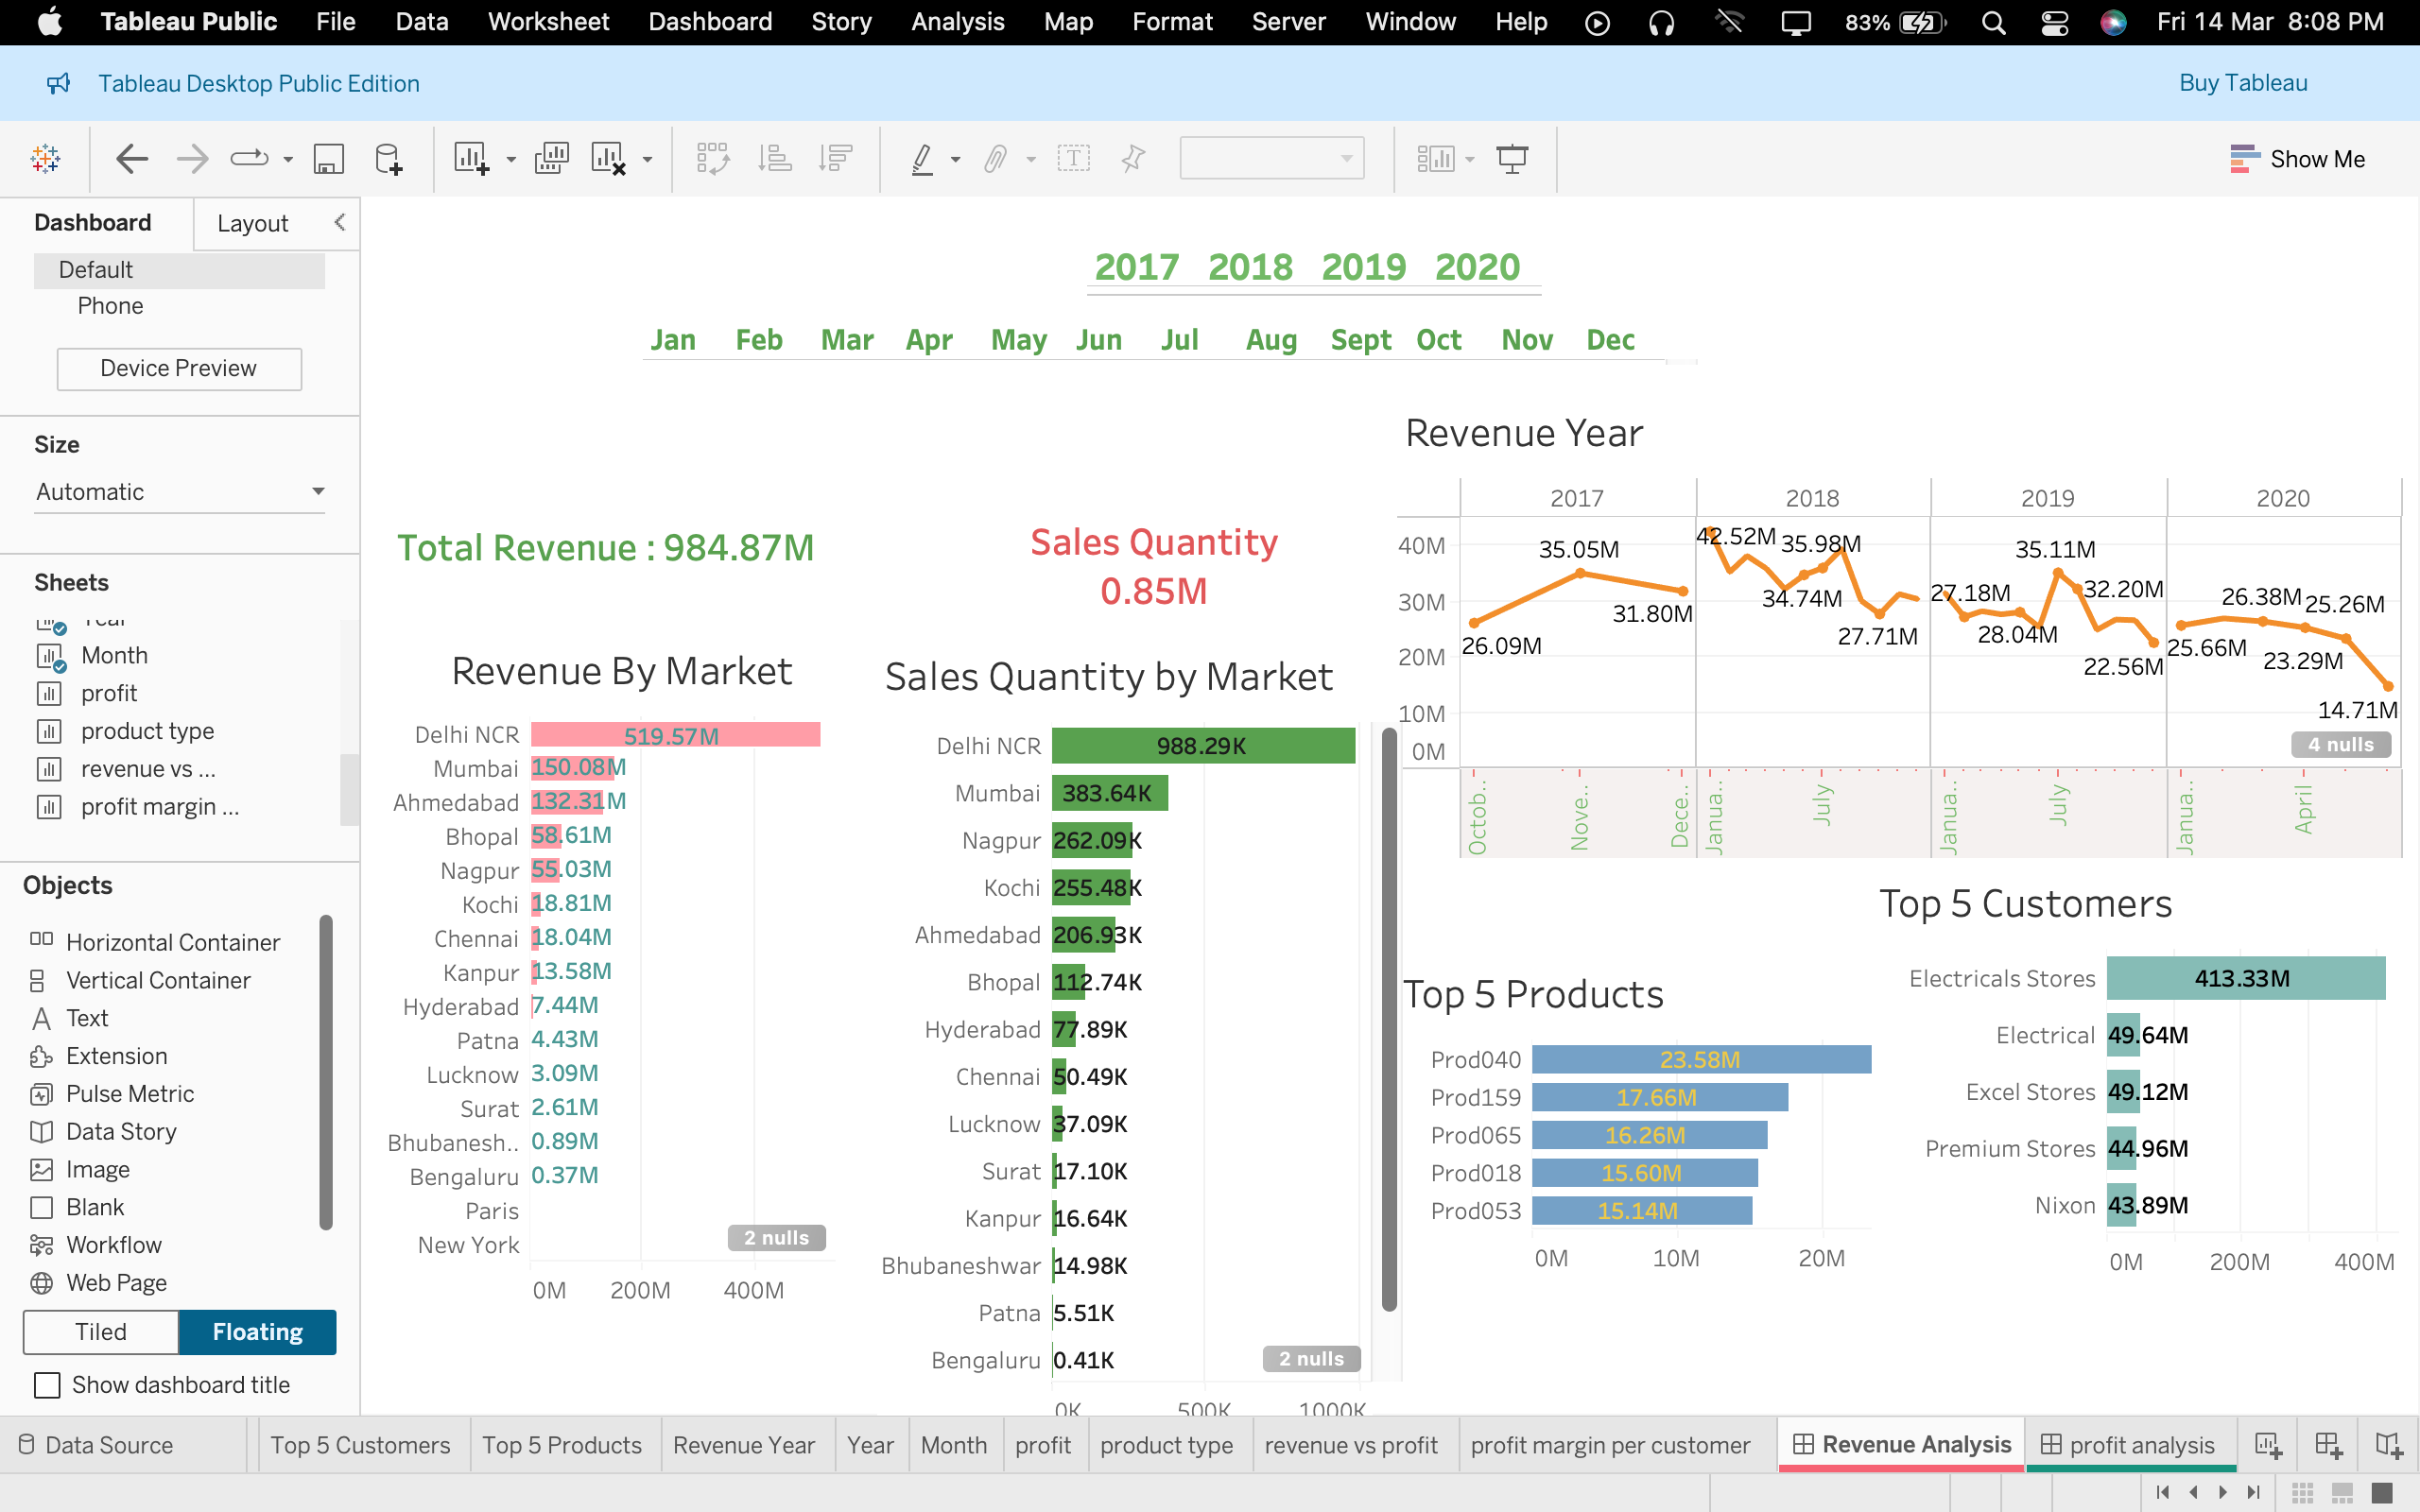 Tableau Public File Data Worksheet Dashboard Story Analysis Map Format Server Window Help 83% Fri 14 Mar 8:08 PM
Tableau Desktop Public Edition
Buy Tableau
Show Me
Dashboard
Layout
Default
Phone
Device Preview
Size
Automatic
Sheets
Year
Month
profit
product type
revenue vs ...
profit margin ...
Objects
Horizontal Container
Vertical Container
Text
Extension
Pulse Metric
Data Story
Image
Blank
Workflow
Web Page
Tiled
Floating
Show dashboard title
2017 2018 2019 2020
Jan Feb Mar Apr May Jun Jul Aug Sept Oct Nov Dec
Total Revenue : 984.87M
Sales Quantity
0.85M
Revenue By Market
Delhi NCR 519.57M
Mumbai 150.08M
Ahmedabad 132.31M
Bhopal 58.61M
Nagpur 55.03M
Kochi 18.81M
Chennai 18.04M
Kanpur 13.58M
Hyderabad 7.44M
Patna 4.43M
Lucknow 3.09M
Surat 2.61M
Bhubanesh.. 0.89M
Bengaluru 0.37M
Paris
New York
2 nulls
0M 200M 400M
Sales Quantity by Market
Delhi NCR 988.29K
Mumbai 383.64K
Nagpur 262.09K
Kochi 255.48K
Ahmedabad 206.93K
Bhopal 112.74K
Hyderabad 77.89K
Chennai 50.49K
Lucknow 37.09K
Surat 17.10K
Kanpur 16.64K
Bhubaneshwar 14.98K
Patna 5.51K
Bengaluru 0.41K
2 nulls
0K 500K 1000K
Revenue Year
2017 2018 2019 2020
40M
30M
20M
10M
0M
26.09M
35.05M
31.80M
42.52M
35.98M
34.74M
27.71M
27.18M
35.11M
32.20M
28.04M
22.56M
25.66M
26.38M
25.26M
23.29M
14.71M
4 nulls
Octob.. Nove.. Dece.. Janua.. July Janua.. July Janua.. April
Top 5 Products
Prod040 23.58M
Prod159 17.66M
Prod065 16.26M
Prod018 15.60M
Prod053 15.14M
0M 10M 20M
Top 5 Customers
Electricals Stores 413.33M
Electrical 49.64M
Excel Stores 49.12M
Premium Stores 44.96M
Nixon 43.89M
0M 200M 400M
Data Source Top 5 Customers Top 5 Products Revenue Year Year Month profit product type revenue vs profit profit margin per customer Revenue Analysis profit analysis